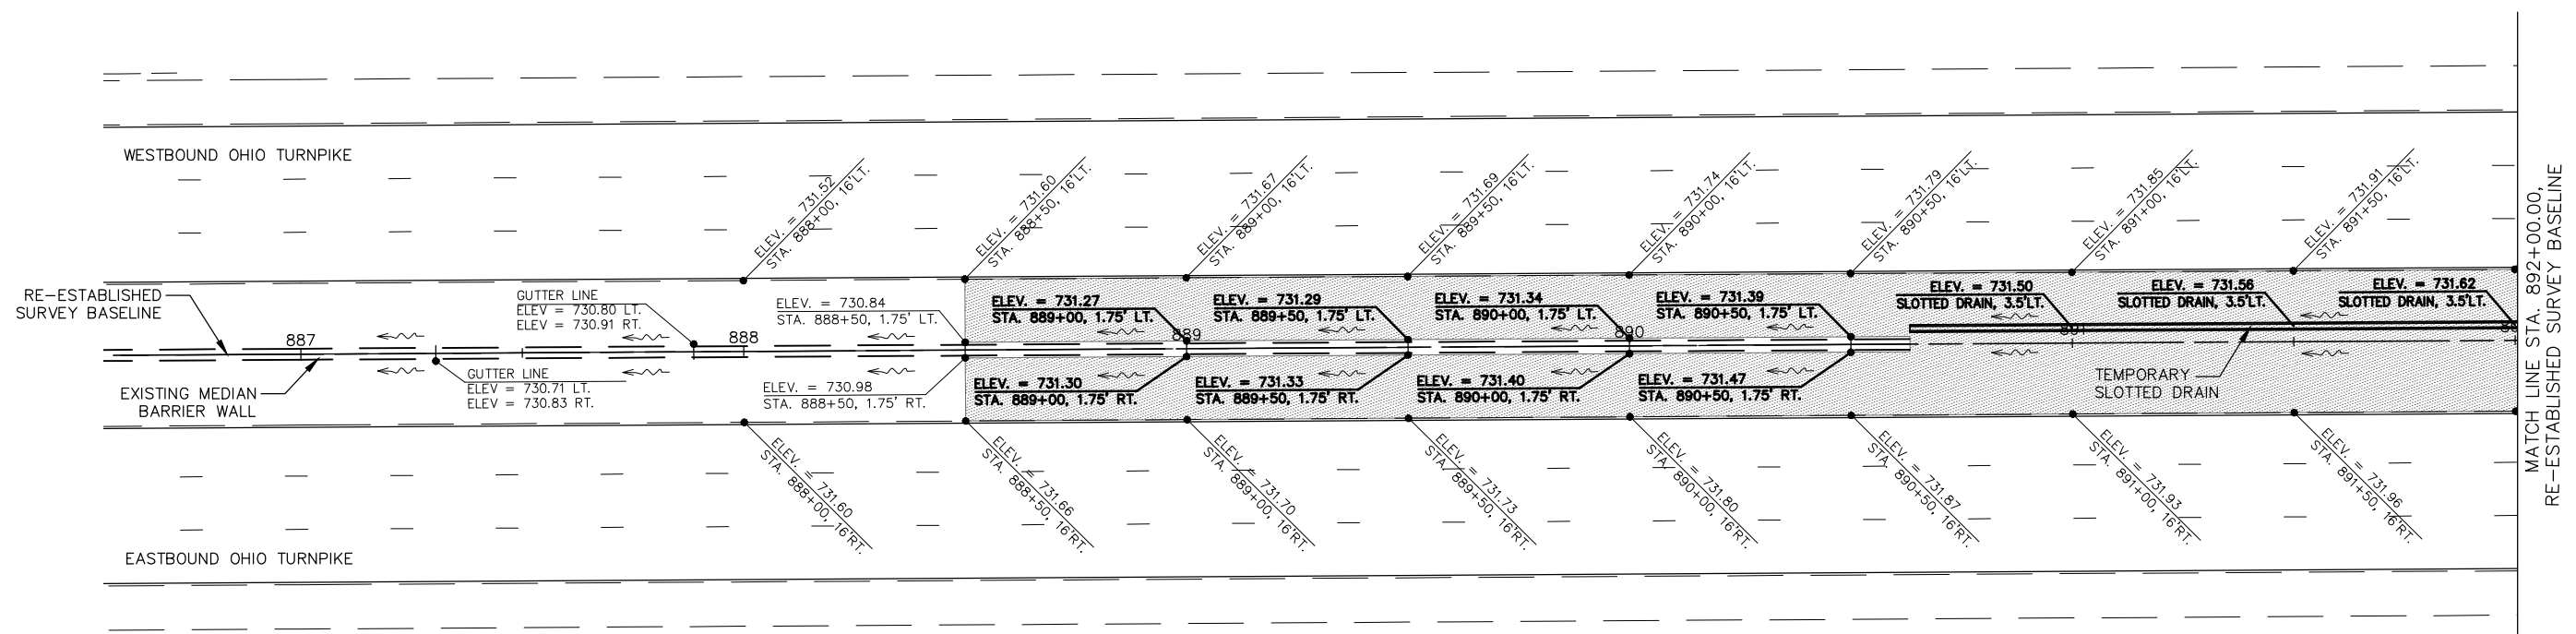 WESTBOUND OHIO TURNPIKE
ELEV. = 731.52
STA. 888+00, 16'LT.
ELEV. = 731.60
STA. 888+50, 16'LT.
ELEV. = 731.67
STA. 889+00, 16'LT.
ELEV. = 731.69
STA. 889+50, 16'LT.
ELEV. = 731.74
STA. 890+00, 16'LT.
ELEV. = 731.79
STA. 890+50, 16'LT.
ELEV. = 731.85
STA. 891+00, 16'LT.
ELEV. = 731.91
STA. 891+50, 16'LT.
RE-ESTABLISHED
SURVEY BASELINE
GUTTER LINE
ELEV = 730.80 LT.
ELEV = 730.91 RT.
ELEV. = 730.84
STA. 888+50, 1.75' LT.
ELEV. = 731.27
STA. 889+00, 1.75' LT.
ELEV. = 731.29
STA. 889+50, 1.75' LT.
ELEV. = 731.34
STA. 890+00, 1.75' LT.
ELEV. = 731.39
STA. 890+50, 1.75' LT.
ELEV. = 731.50
SLOTTED DRAIN, 3.5'LT.
ELEV. = 731.56
SLOTTED DRAIN, 3.5'LT.
ELEV. = 731.62
SLOTTED DRAIN, 3.5'LT.
887
888
889
890
891
EXISTING MEDIAN
BARRIER WALL
GUTTER LINE
ELEV = 730.71 LT.
ELEV = 730.83 RT.
ELEV. = 730.98
STA. 888+50, 1.75' RT.
ELEV. = 731.30
STA. 889+00, 1.75' RT.
ELEV. = 731.33
STA. 889+50, 1.75' RT.
ELEV. = 731.40
STA. 890+00, 1.75' RT.
ELEV. = 731.47
STA. 890+50, 1.75' RT.
TEMPORARY
SLOTTED DRAIN
ELEV. = 731.60
STA. 888+00, 16'RT.
ELEV. = 731.66
STA. 888+50, 16'RT.
ELEV. = 731.70
STA. 889+00, 16'RT.
ELEV. = 731.73
STA. 889+50, 16'RT.
ELEV. = 731.80
STA. 890+00, 16'RT.
ELEV. = 731.87
STA. 890+50, 16'RT.
ELEV. = 731.93
STA. 891+00, 16'RT.
ELEV. = 731.96
STA. 891+50, 16'RT.
EASTBOUND OHIO TURNPIKE
MATCH LINE STA. 892+00.00,
RE-ESTABLISHED SURVEY BASELINE